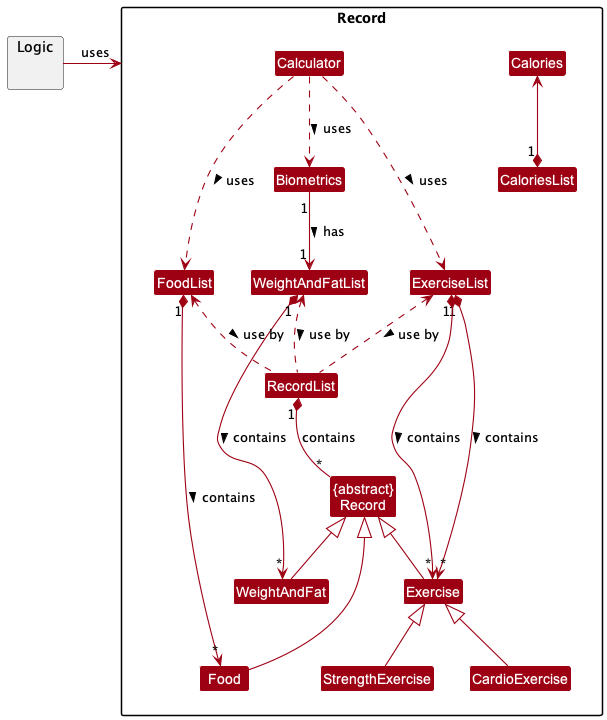 Record
Logic
uses
Calculator
Calories
uses
1
uses
uses
Biometrics
CaloriesList
1
has
1
FoodList
WeightAndFatList
ExerciseList
1
1
1
1
use by
use by
use by
RecordList
1
contains
contains
contains
contains
*
{abstract}
Record
contains
*
*
*
WeightAndFat
Exercise
*
Food
StrengthExercise
CardioExercise